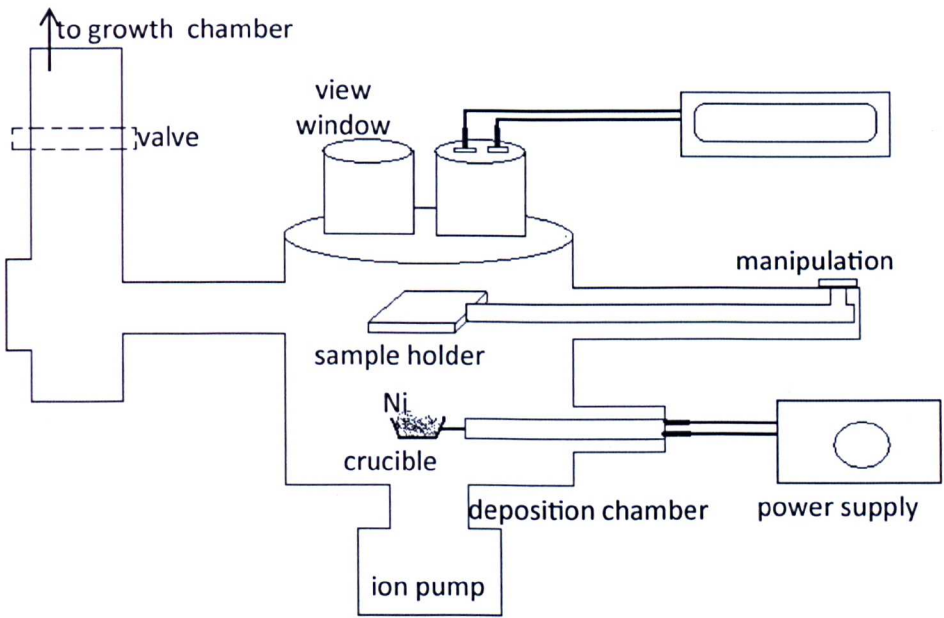 to growth chamber
view
window
valve
manipulation
sample holder
Ni
crucible
deposition chamber
power supply
ion pump